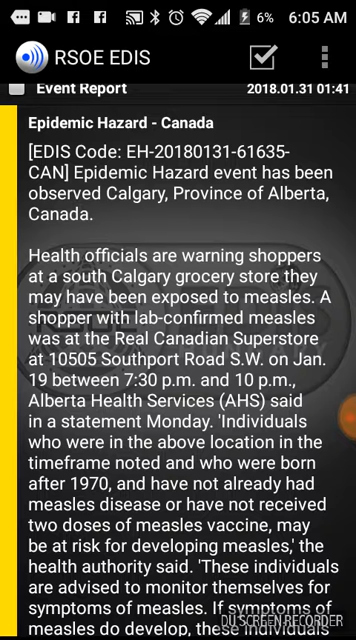 6% 6:05 AM
RSOE EDIS
Event Report 2018.01.31 01:41
Epidemic Hazard - Canada
[EDIS Code: EH-20180131-61635-
CAN] Epidemic Hazard event has been
observed Calgary, Province of Alberta,
Canada.
Health officials are warning shoppers
at a south Calgary grocery store they
may have been exposed to measles. A
shopper with lab-confirmed measles
was at the Real Canadian Superstore
at 10505 Southport Road S.W. on Jan.
19 between 7:30 p.m. and 10 p.m.,
Alberta Health Services (AHS) said
in a statement Monday. 'Individuals
who were in the above location in the
timeframe noted and who were born
after 1970, and have not already had
measles disease or have not received
two doses of measles vaccine, may
be at risk for developing measles,' the
health authority said. 'These individuals
are advised to monitor themselves for
symptoms of measles. If symptoms of
measles do develop, these individuals
DU SCREEN RECORDER